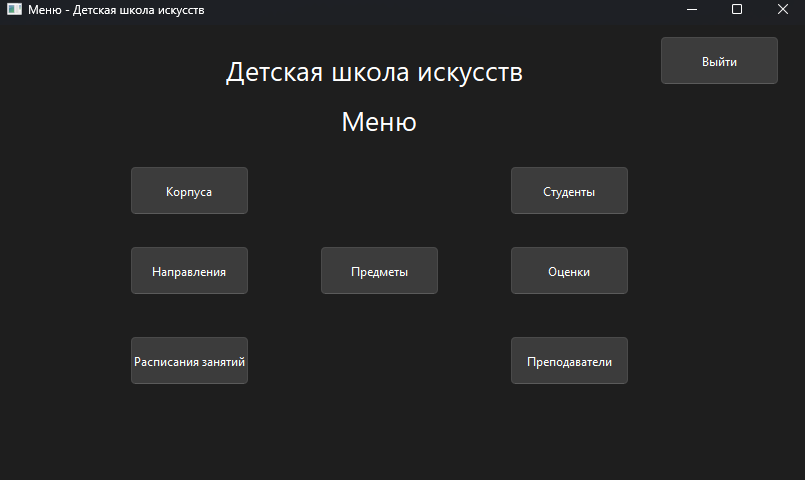 Меню - Детская школа искусств
Выйти
Детская школа искусств
Меню
Корпуса
Студенты
Направления
Предметы
Оценки
Расписания занятий
Преподаватели